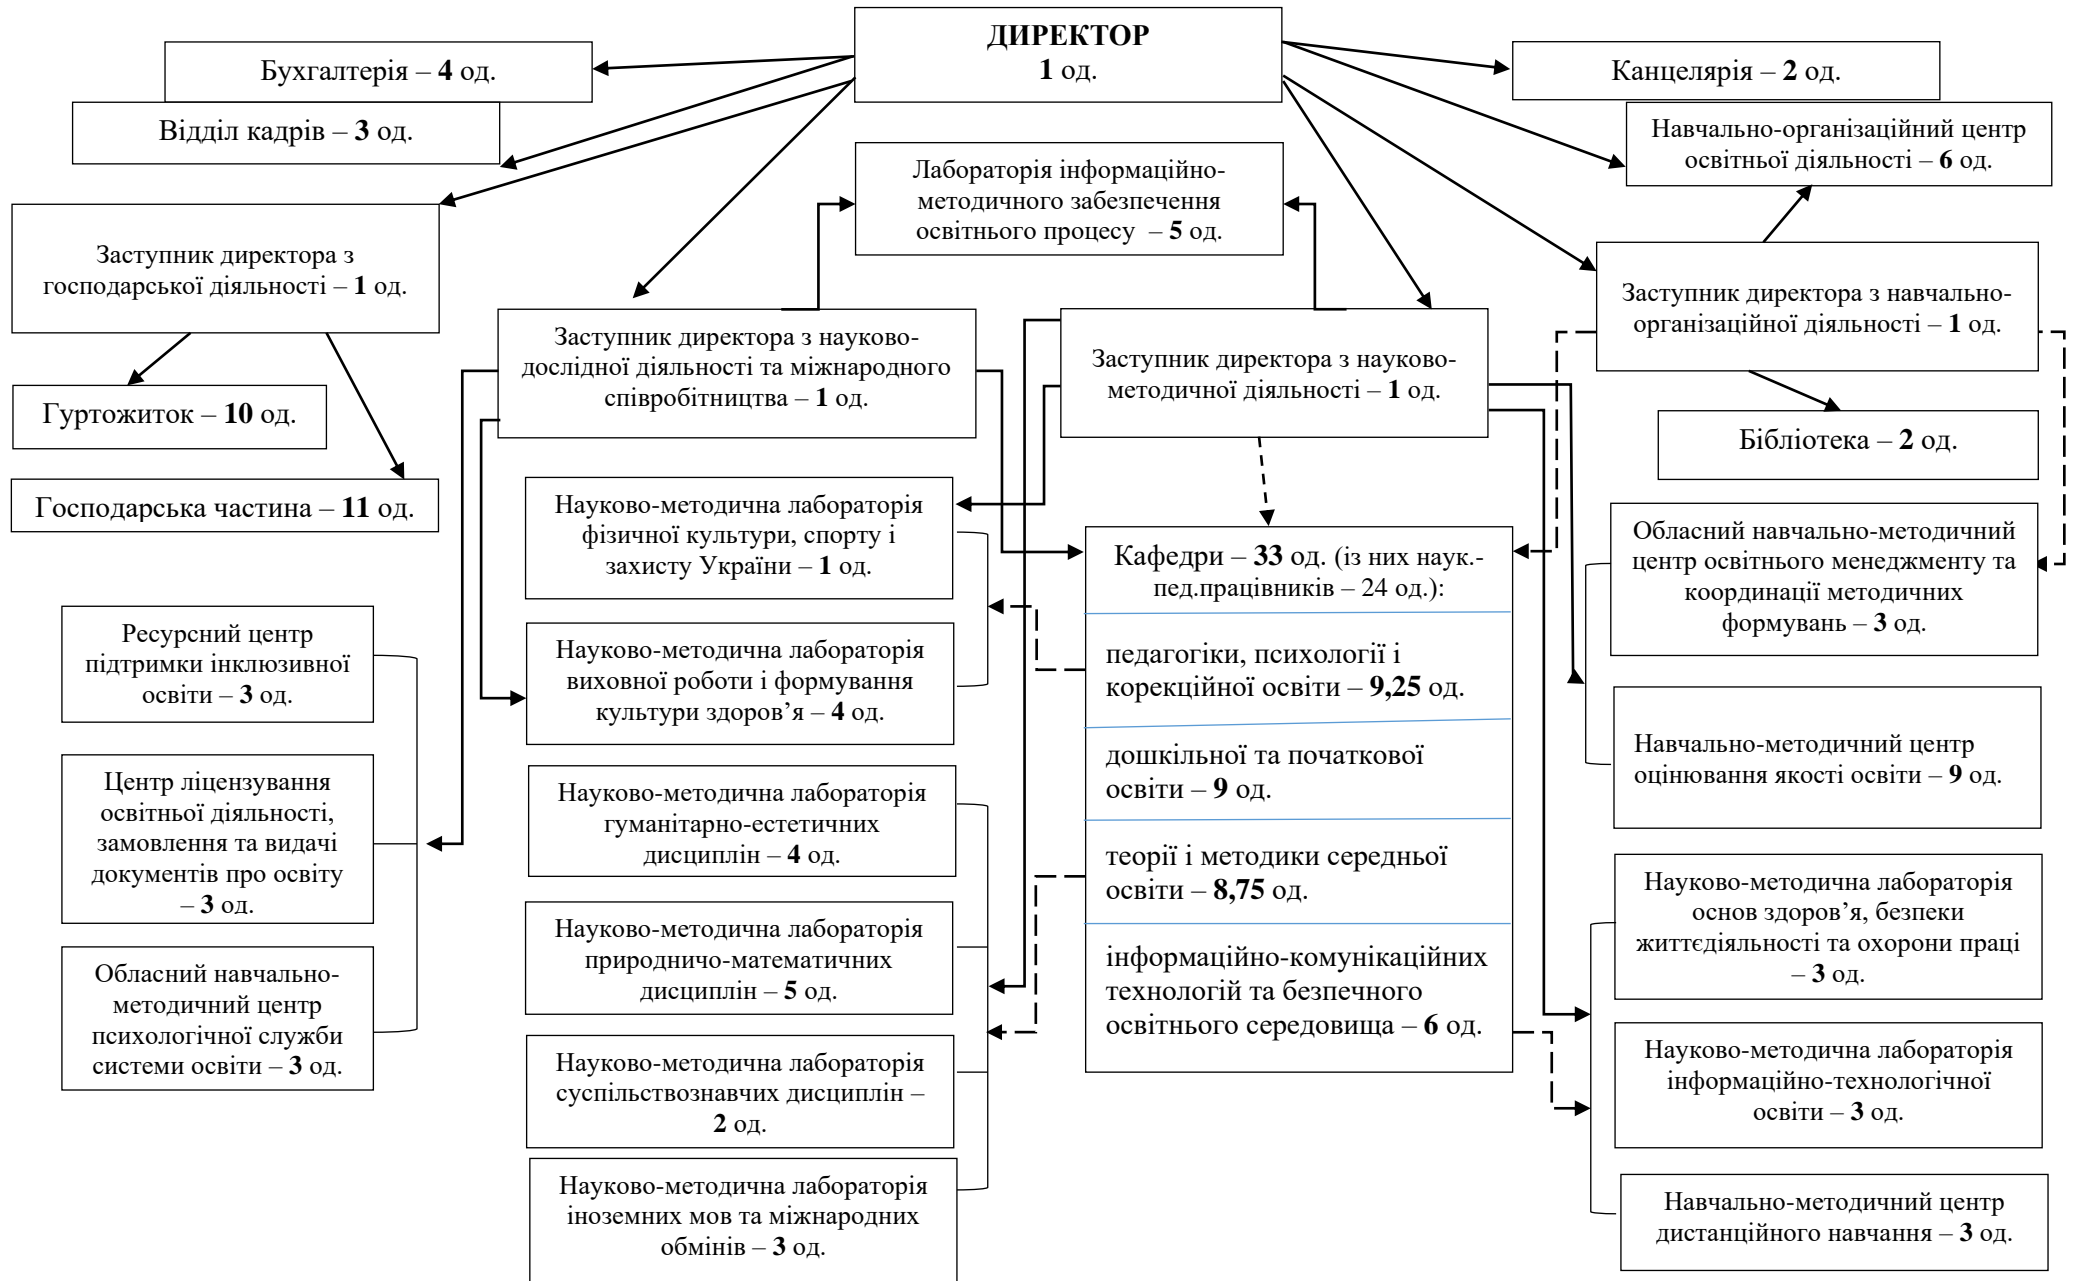 ДИРЕКТОР
1 од.
Бухгалтерія – 4 од.
Канцелярія – 2 од.
Відділ кадрів – 3 од.
Навчально-організаційний центр
освітньої діяльності – 6 од.
Лабораторія інформаційно-
методичного забезпечення
освітнього процесу – 5 од.
Заступник директора з
господарської діяльності – 1 од.
Заступник директора з науково-
дослідної діяльності та міжнародного
співробітництва – 1 од.
Заступник директора з науково-
методичної діяльності – 1 од.
Заступник директора з навчально-
організаційної діяльності – 1 од.
Гуртожиток – 10 од.
Господарська частина – 11 од.
Бібліотека – 2 од.
Ресурсний центр
підтримки інклюзивної
освіти – 3 од.
Центр ліцензування
освітньої діяльності,
замовлення та видачі
документів про освіту
– 3 од.
Обласний навчально-
методичний центр
психологічної служби
системи освіти – 3 од.
Науково-методична лабораторія
фізичної культури, спорту і
захисту України – 1 од.
Науково-методична лабораторія
виховної роботи і формування
культури здоров’я – 4 од.
Науково-методична лабораторія
гуманітарно-естетичних
дисциплін – 4 од.
Науково-методична лабораторія
природничо-математичних
дисциплін – 5 од.
Науково-методична лабораторія
суспільствознавчих дисциплін –
2 од.
Науково-методична лабораторія
іноземних мов та міжнародних
обмінів – 3 од.
Кафедри – 33 од. (із них наук.-
пед.працівників – 24 од.):
педагогіки, психології і
корекційної освіти – 9,25 од.
дошкільної та початкової
освіти – 9 од.
теорії і методики середньої
освіти – 8,75 од.
інформаційно-комунікаційних
технологій та безпечного
освітнього середовища – 6 од.
Обласний навчально-методичний
центр освітнього менеджменту та
координації методичних
формувань – 3 од.
Навчально-методичний центр
оцінювання якості освіти – 9 од.
Науково-методична лабораторія
основ здоров’я, безпеки
життєдіяльності та охорони праці
– 3 од.
Науково-методична лабораторія
інформаційно-технологічної
освіти – 3 од.
Навчально-методичний центр
дистанційного навчання – 3 од.